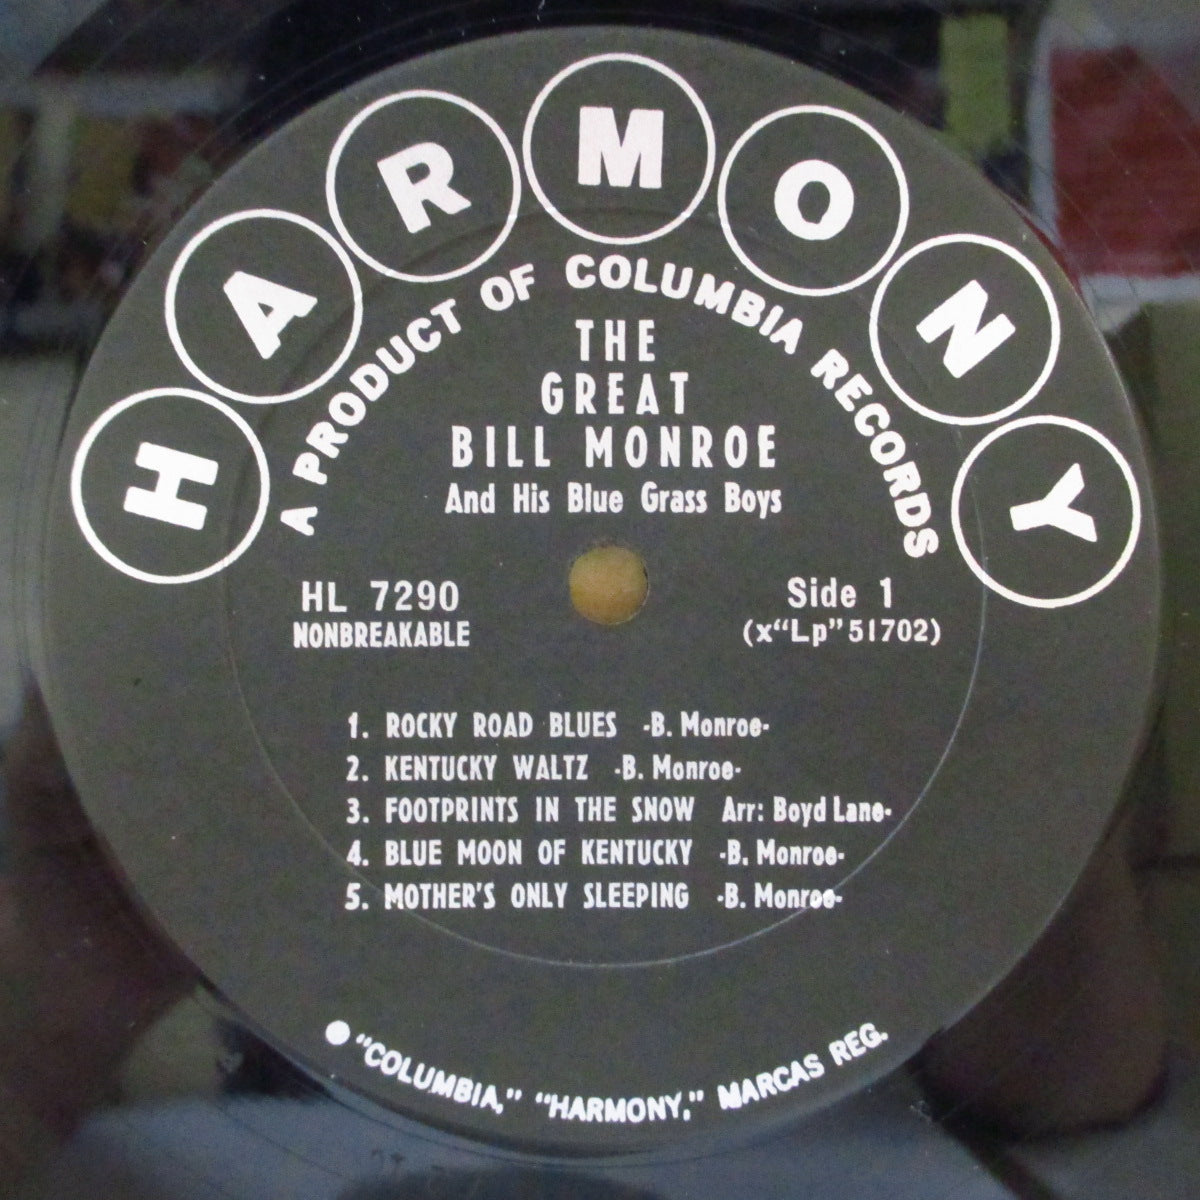 HARMONY
A PRODUCT OF COLUMBIA RECORDS
THE
GREAT
BILL MONROE
And His Blue Grass Boys
HL 7290
NONBREAKABLE
Side 1
(x“Lp”51702)
1. ROCKY ROAD BLUES -B. Monroe-
2. KENTUCKY WALTZ -B. Monroe-
3. FOOTPRINTS IN THE SNOW Arr: Boyd Lane-
4. BLUE MOON OF KENTUCKY -B. Monroe-
5. MOTHER'S ONLY SLEEPING -B. Monroe-
● “COLUMBIA,” “HARMONY,” MARCAS REG.